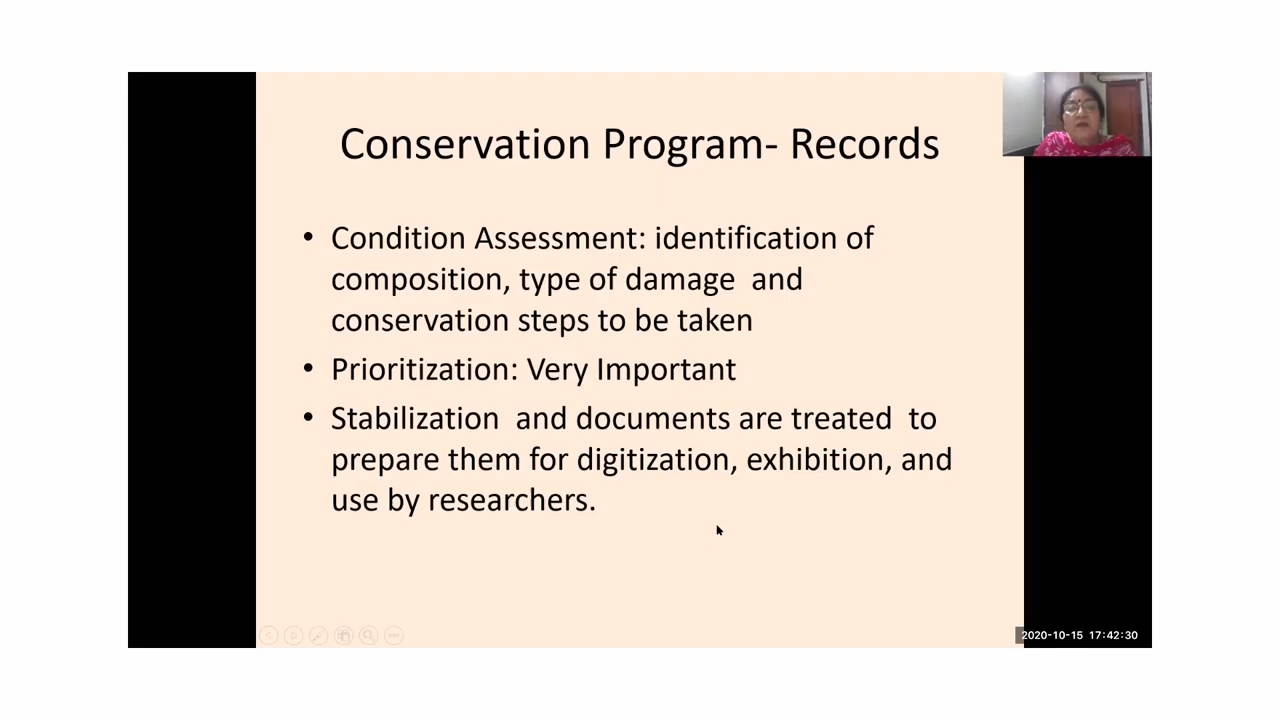 Conservation Program- Records
• Condition Assessment: identification of
composition, type of damage  and
conservation steps to be taken
• Prioritization: Very Important
• Stabilization  and documents are treated  to
prepare them for digitization, exhibition, and
use by researchers.
2020-10-15 17:42:30